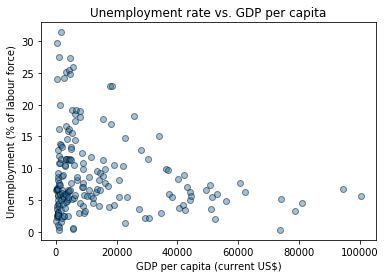 Unemployment rate vs. GDP per capita
Unemployment (% of labour force)
30
25
20
15
10
5
0
0 20000 40000 60000 80000 100000
GDP per capita (current US$)